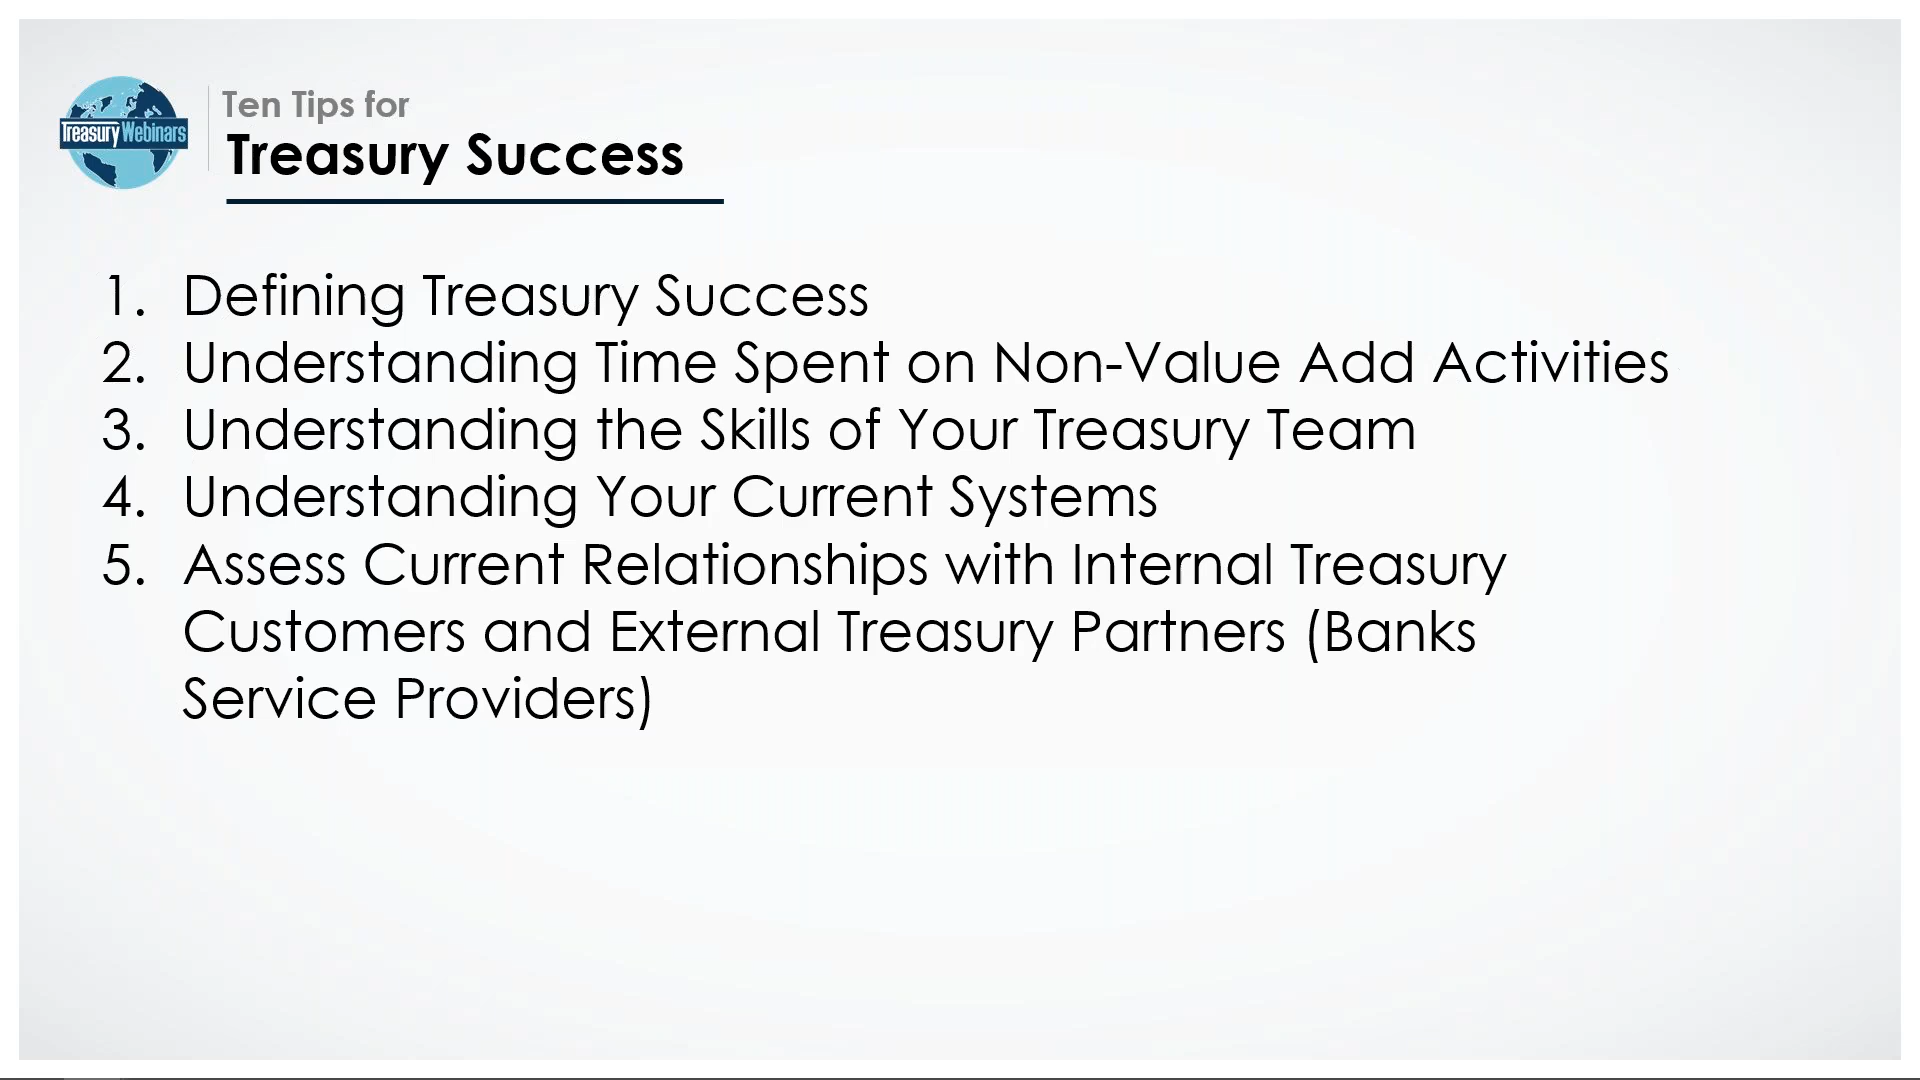 TreasuryWebinars
Ten Tips for
Treasury Success
1. Defining Treasury Success
2. Understanding Time Spent on Non-Value Add Activities
3. Understanding the Skills of Your Treasury Team
4. Understanding Your Current Systems
5. Assess Current Relationships with Internal Treasury
Customers and External Treasury Partners (Banks
Service Providers)